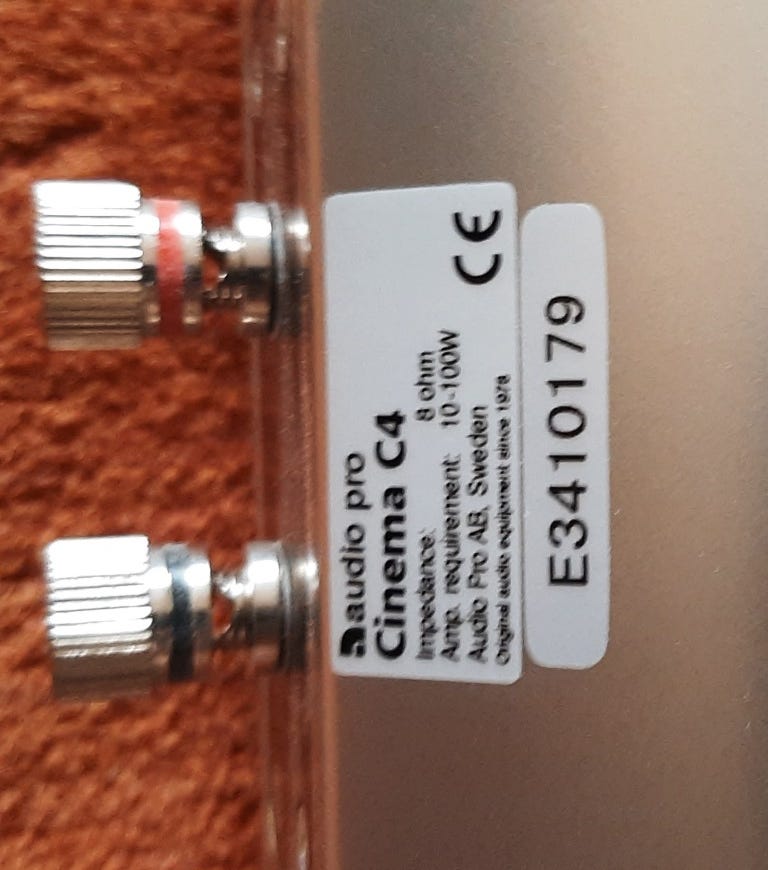 audio pro
Cinema C4
Impedance: 8 ohm
Amp. requirement: 10-100W
Audio Pro AB, Sweden
Original audio equipment since 1978
CE
E3410179